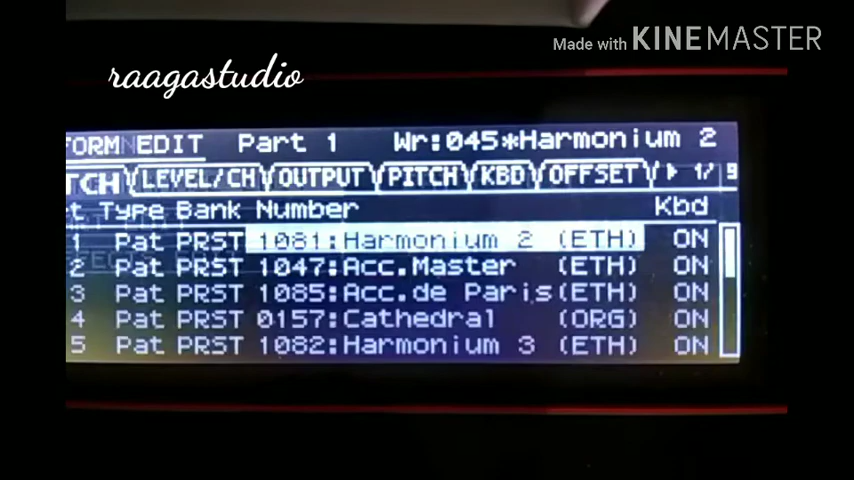 Made with KINEMASTER
raagastudio
FORM EDIT Part 1 Wr:045*Harmonium 2
TCH LEVEL/CH OUTPUT PITCH KBD OFFSET 1/9
t Type Bank Number Kbd
1 Pat PRST 1081:Harmonium 2 (ETH) ON
2 Pat PRST 1047:Acc.Master (ETH) ON
3 Pat PRST 1085:Acc.de Paris(ETH) ON
4 Pat PRST 0157:Cathedral (ORG) ON
5 Pat PRST 1082:Harmonium 3 (ETH) ON